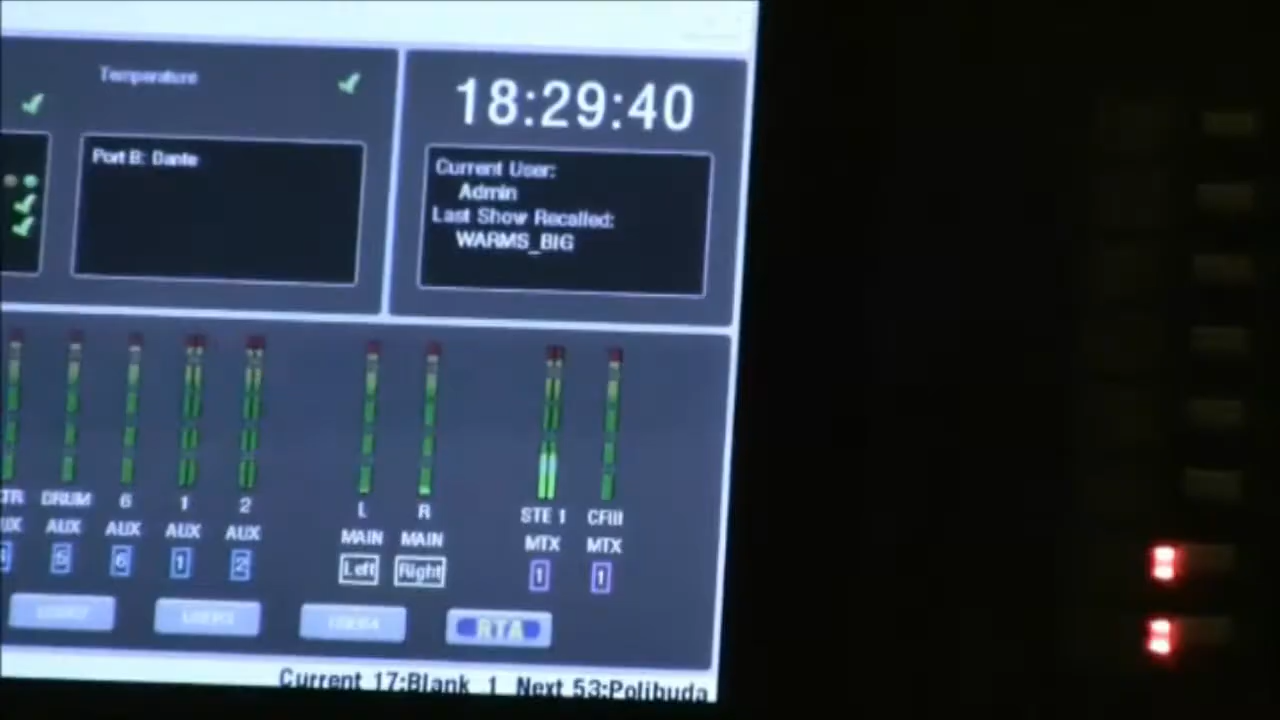 Temperature
18:29:40
Port B: Dante
Current User:
Admin
Last Show Recalled:
WARMS_BIG
DRUM 6 1 2 L R STE 1 CFill
AUX AUX AUX AUX MAIN MAIN MTX MTX
5 6 1 2 Left Right 1 1
RTA
Current 17:Blank 1 Next 53:Polibuda